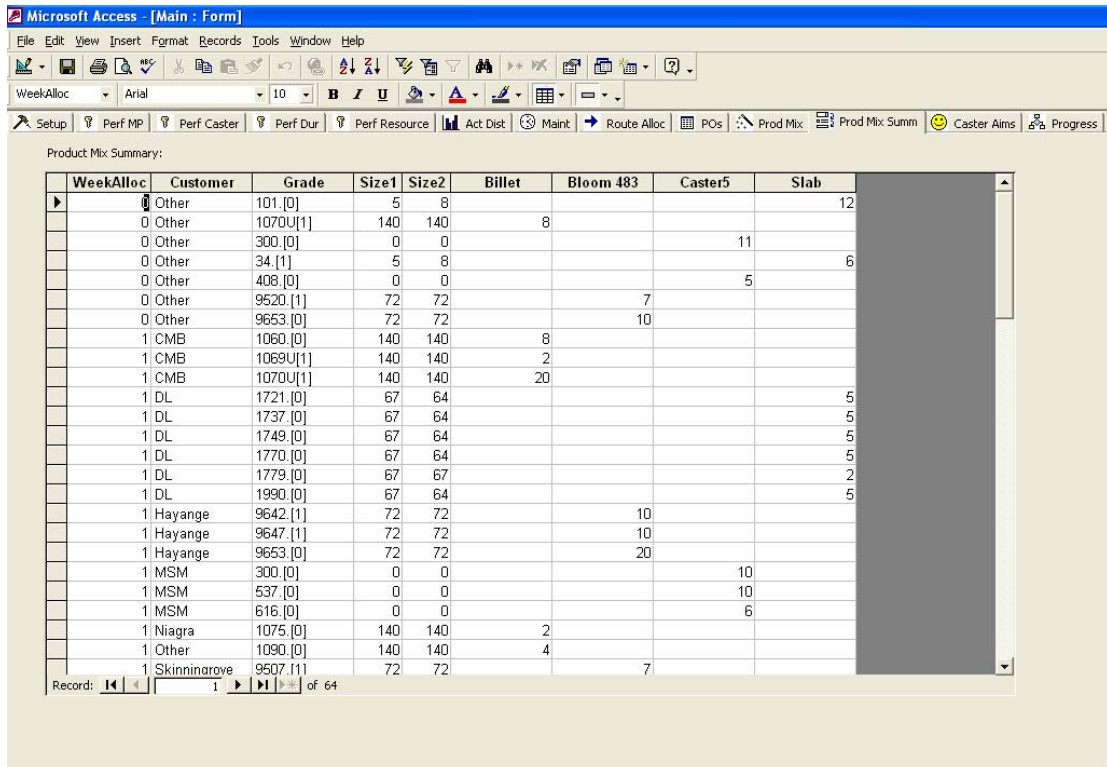 Microsoft Access - [Main : Form]
File Edit View Insert Format Records Tools Window Help
WeekAlloc Arial 10 B I U A
Setup Perf MP Perf Caster Perf Dur Perf Resource Act Dist Maint Route Alloc POs Prod Mix Prod Mix Summ Caster Aims Progress
Product Mix Summary:
WeekAlloc Customer Grade Size1 Size2 Billet Bloom 483 Caster5 Slab
0 Other 101.[0] 5 8 12
0 Other 1070U[1] 140 140 8
0 Other 300.[0] 0 0 11
0 Other 34.[1] 5 8 6
0 Other 408.[0] 0 0 5
0 Other 9520.[1] 72 72 7
0 Other 9653.[0] 72 72 10
1 CMB 1060.[0] 140 140 8
1 CMB 1069U[1] 140 140 2
1 CMB 1070U[1] 140 140 20
1 DL 1721.[0] 67 64 5
1 DL 1737.[0] 67 64 5
1 DL 1749.[0] 67 64 5
1 DL 1770.[0] 67 64 5
1 DL 1779.[0] 67 67 2
1 DL 1990.[0] 67 64 5
1 Hayange 9642.[1] 72 72 10
1 Hayange 9647.[1] 72 72 10
1 Hayange 9653.[0] 72 72 20
1 MSM 300.[0] 0 0 10
1 MSM 537.[0] 0 0 10
1 MSM 616.[0] 0 0 6
1 Niagra 1075.[0] 140 140 2
1 Other 1090.[0] 140 140 4
1 Skinningrove 9507.[1] 72 72 7
Record: 1 of 64